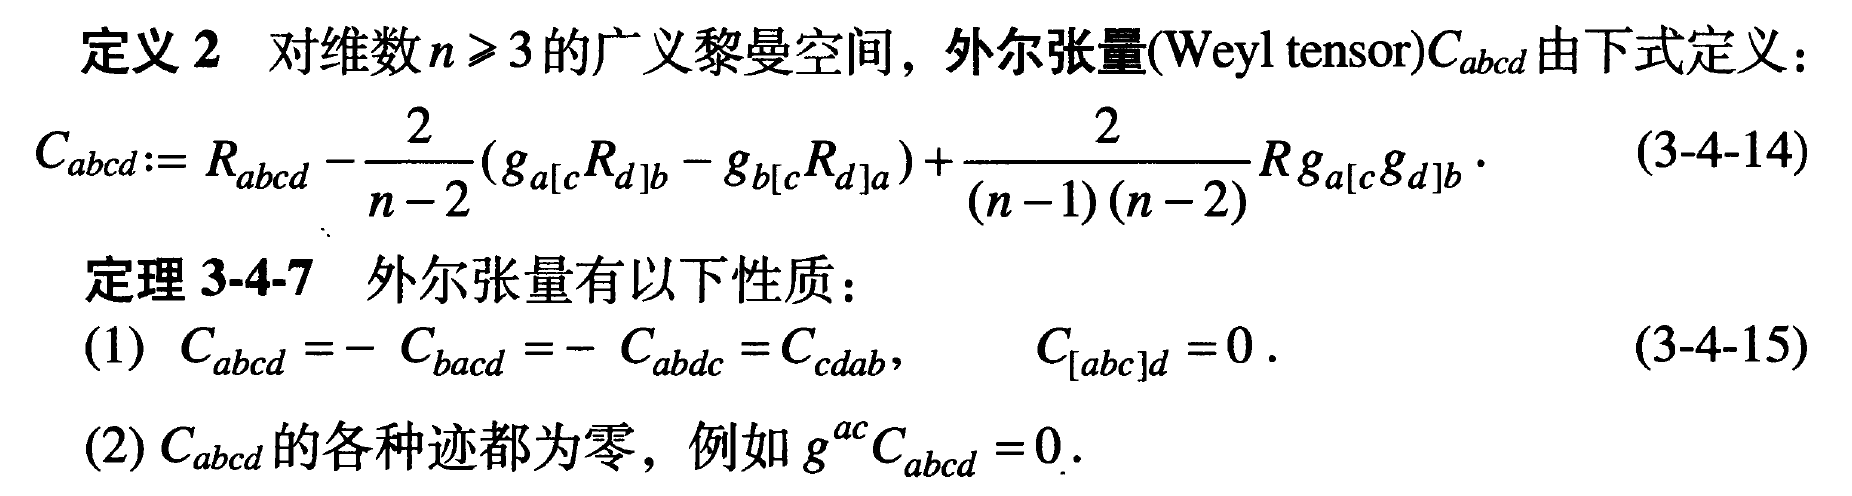 定义 2 对维数 n ⩾ 3 的广义黎曼空间，外尔张量(Weyl tensor)C_{abcd} 由下式定义：
C_{abcd} := R_{abcd} − \frac{2}{n−2}(g_{a[c}R_{d]b} − g_{b[c}R_{d]a}) + \frac{2}{(n−1)(n−2)} R g_{a[c}g_{d]b} . (3-4-14)
定理 3-4-7 外尔张量有以下性质：
(1) C_{abcd} = − C_{bacd} = − C_{abdc} = C_{cdab}, C_{[abc]d} = 0 . (3-4-15)
(2) C_{abcd} 的各种迹都为零，例如 g^{ac}C_{abcd} = 0 .